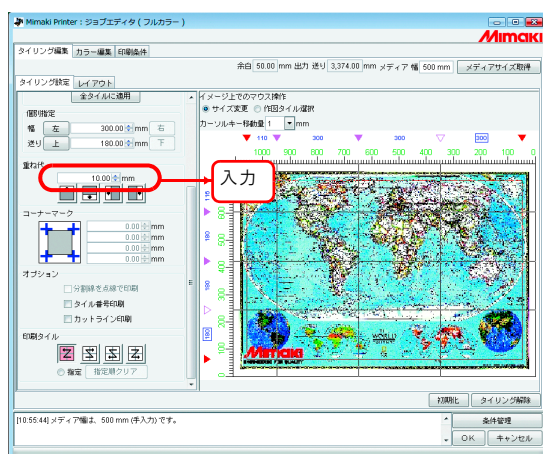 Mimaki Printer : ジョブエディタ ( フルカラー )
Mimaki
タイリング編集 カラー編集 印刷条件
余白 50.00 mm 出力 送り 3,374.00 mm メディア 幅 500 mm メディアサイズ取得
タイリング設定 レイアウト
全タイルに適用
個別指定
幅 左 300.00 mm 右
送り 上 180.00 mm 下
重ね代
10.00 mm
コーナーマーク
0.00 mm
0.00 mm
0.00 mm
0.00 mm
オプション
分割線を点線で印刷
タイル番号印刷
カットライン印刷
印刷タイル
指定 指定順クリア
イメージ上でのマウス操作
サイズ変更 作図タイル選択
カーソルキー移動量 1 mm
入力
110 300 300 300
1000 900 800 700 600 500 400 300 200 100 0
115
190
190
180
600
400
300
200
100
0
WORLD
Mimaki
初期化 タイリング解除
[10:55:44] メディア幅は、500 mm (手入力) です。
条件管理
OK キャンセル